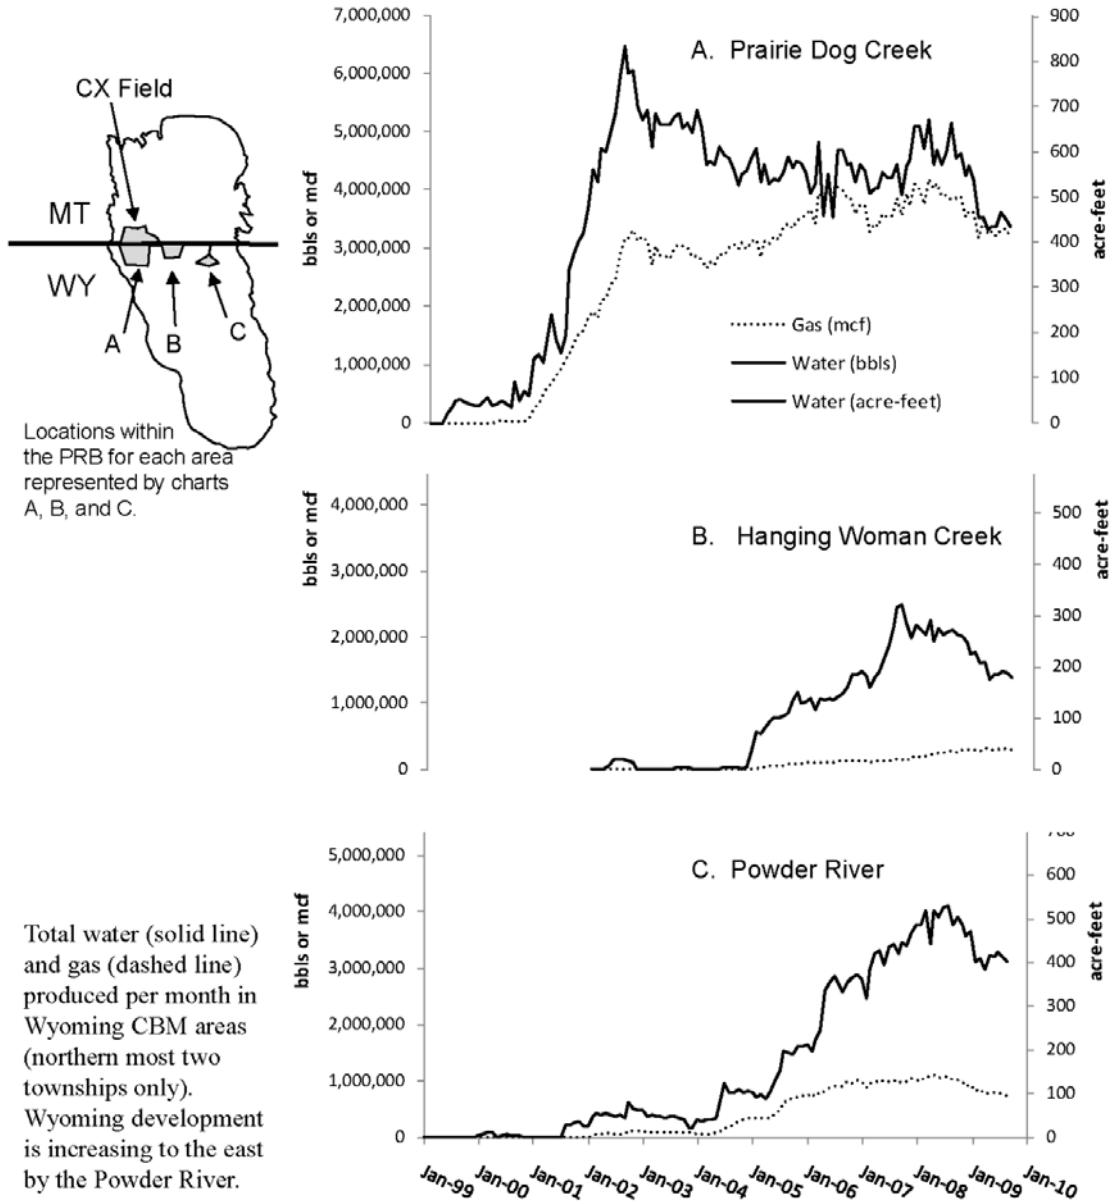 CX Field
MT
WY
A
B
C
Locations within
the PRB for each area
represented by charts
A, B, and C.
Total water (solid line)
and gas (dashed line)
produced per month in
Wyoming CBM areas
(northern most two
townships only).
Wyoming development
is increasing to the east
by the Powder River.
A. Prairie Dog Creek
bbls or mcf
7,000,000
6,000,000
5,000,000
4,000,000
3,000,000
2,000,000
1,000,000
0
900
800
700
600
500
400
300
200
100
0
acre-feet
Gas (mcf)
Water (bbls)
Water (acre-feet)
B. Hanging Woman Creek
bbls or mcf
4,000,000
3,000,000
2,000,000
1,000,000
0
500
400
300
200
100
0
acre-feet
C. Powder River
bbls or mcf
5,000,000
4,000,000
3,000,000
2,000,000
1,000,000
0
600
500
400
300
200
100
0
acre-feet
Jan-99
Jan-00
Jan-01
Jan-02
Jan-03
Jan-04
Jan-05
Jan-06
Jan-07
Jan-08
Jan-09
Jan-10